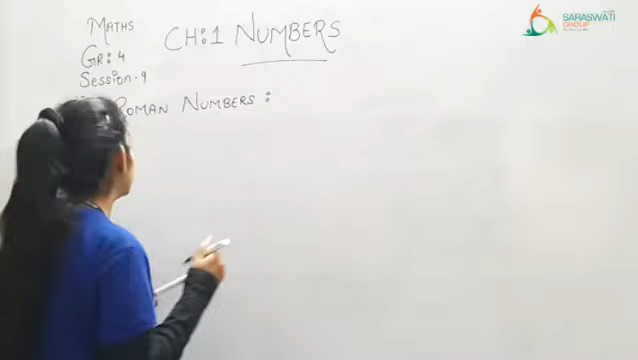 MATHS
GR: 4
Session-9
CH:1 NUMBERS
ROMAN NUMBERS:
SARASWATI
GROUP